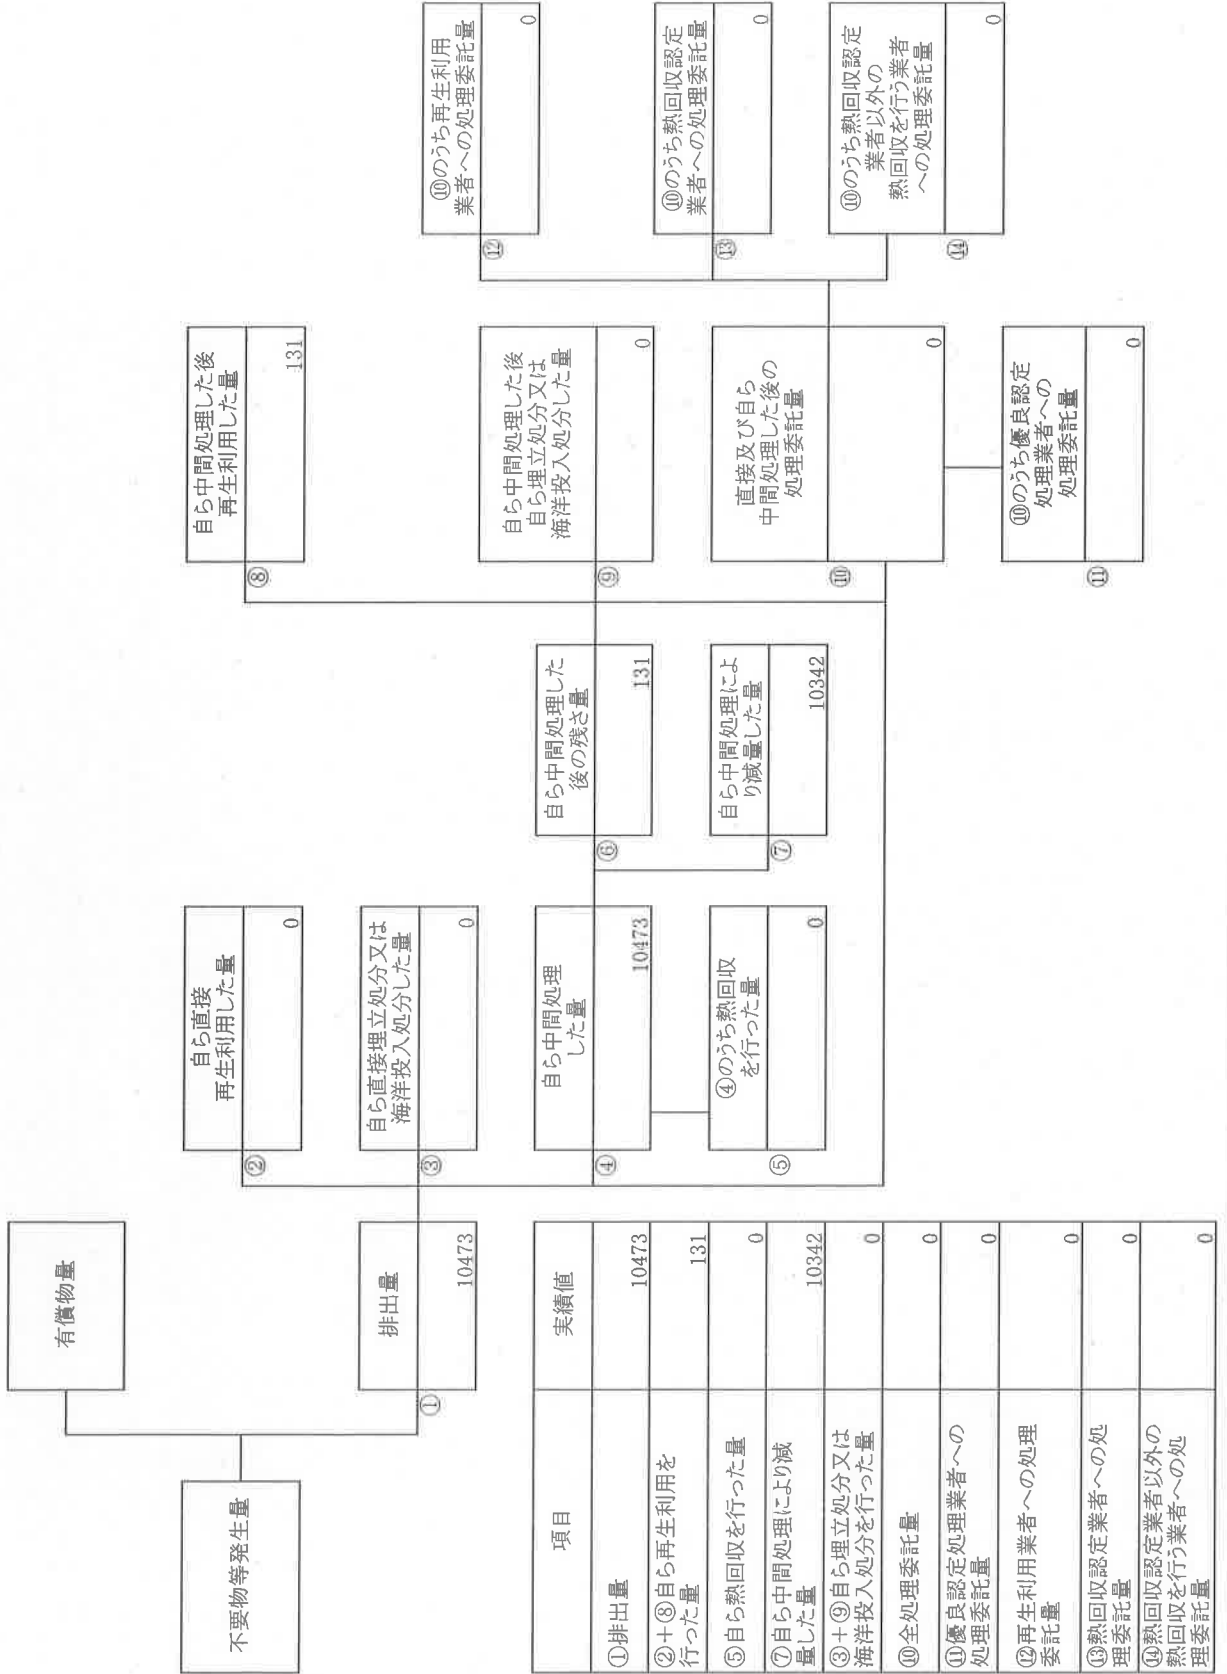 不要物等発生量
有償物量
①
排出量
10473
②
自ら直接
再生利用した量
0
③
自ら直接埋立処分又は
海洋投入処分した量
0
④
自ら中間処理
した量
10473
⑤
④のうち熱回収
を行った量
0
⑥
自ら中間処理した
後の残さ量
131
⑦
自ら中間処理によ
り減量した量
10342
⑧
自ら中間処理した後
再生利用した量
131
⑨
自ら中間処理した後
自ら埋立処分又は
海洋投入処分した量
0
⑩
直接及び自ら
中間処理した後の
処理委託量
0
⑪
⑩のうち優良認定
処理業者への
処理委託量
0
⑫
⑩のうち再生利用
業者への処理委託量
0
⑬
⑩のうち熱回収認定
業者への処理委託量
0
⑭
⑩のうち熱回収認定
業者以外の
熱回収を行う業者
への処理委託量
0
項目 実績値
①排出量 10473
②+⑧自ら再生利用を
行った量 131
⑤自ら熱回収を行った量 0
⑦自ら中間処理により減
量した量 10342
③+⑨自ら埋立処分又は
海洋投入処分を行った量 0
⑩全処理委託量 0
⑪優良認定処理業者への
処理委託量 0
⑫再生利用業者への処理
委託量 0
⑬熱回収認定業者への処
理委託量 0
⑭熱回収認定業者以外の
熱回収を行う業者への処
理委託量 0